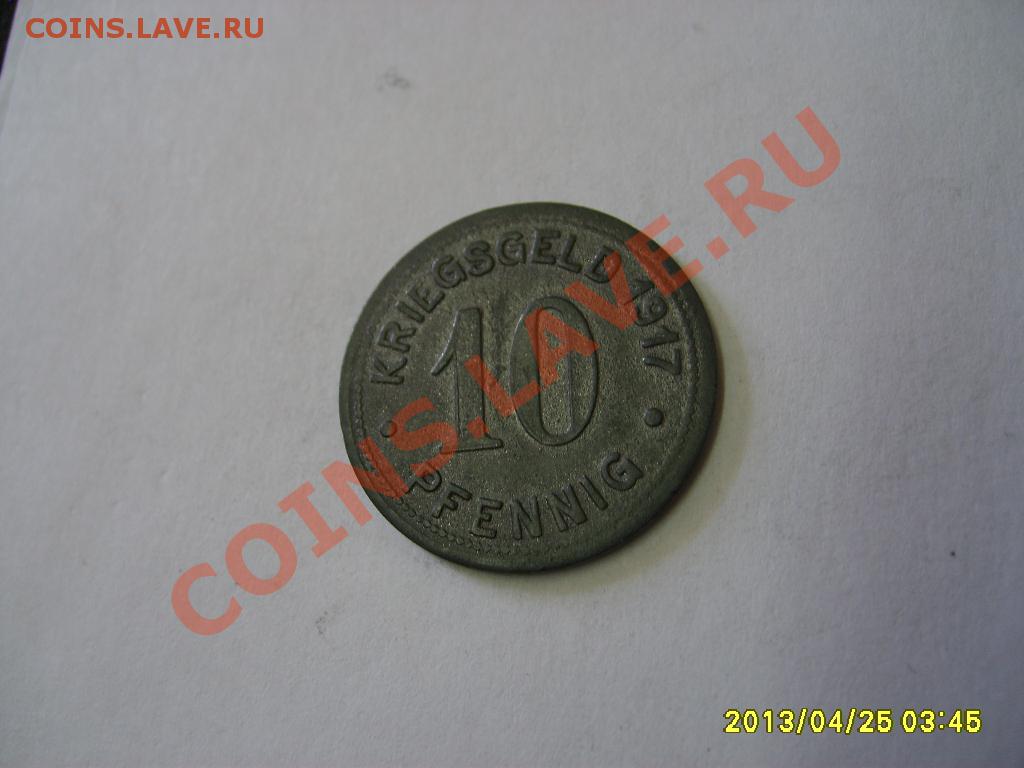 COINS.LAVE.RU
KRIEGSGELD 1917
10
PFENNIG
COINS.LAVE.RU
2013/04/25 03:45